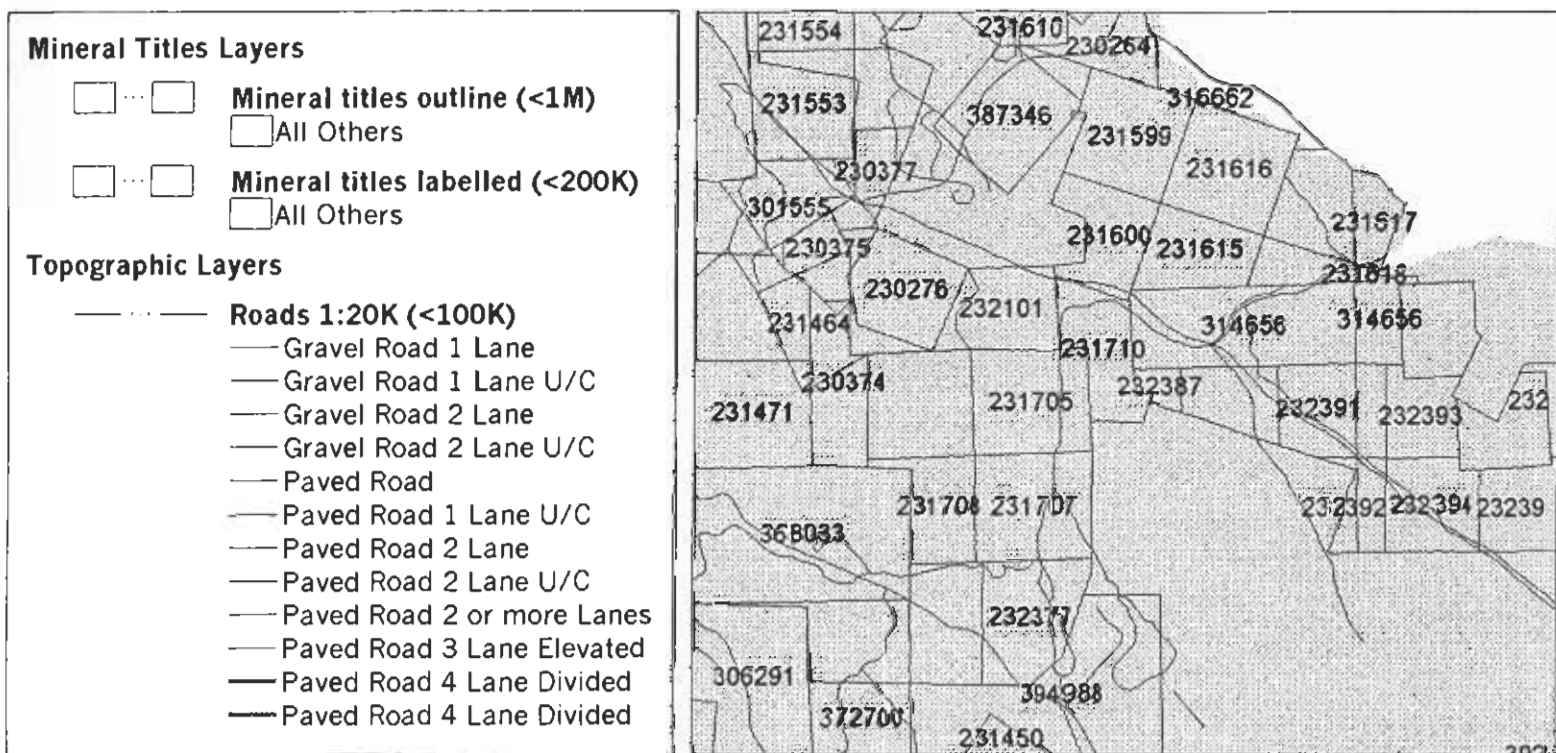 Mineral Titles Layers
Mineral titles outline (<1M)
All Others
Mineral titles labelled (<200K)
All Others
Topographic Layers
Roads 1:20K (<100K)
Gravel Road 1 Lane
Gravel Road 1 Lane U/C
Gravel Road 2 Lane
Gravel Road 2 Lane U/C
Paved Road
Paved Road 1 Lane U/C
Paved Road 2 Lane
Paved Road 2 Lane U/C
Paved Road 2 or more Lanes
Paved Road 3 Lane Elevated
Paved Road 4 Lane Divided
Paved Road 4 Lane Divided
231554
231610
230264
231553
387346
316662
231599
231616
230377
301555
231617
230375
231600
231615
231618
230276
232101
231464
314656
314656
231710
230374
232387
231471
231705
232391
232393
232
231708
231707
232392
232394
23239
368033
232377
306291
394988
372700
231450